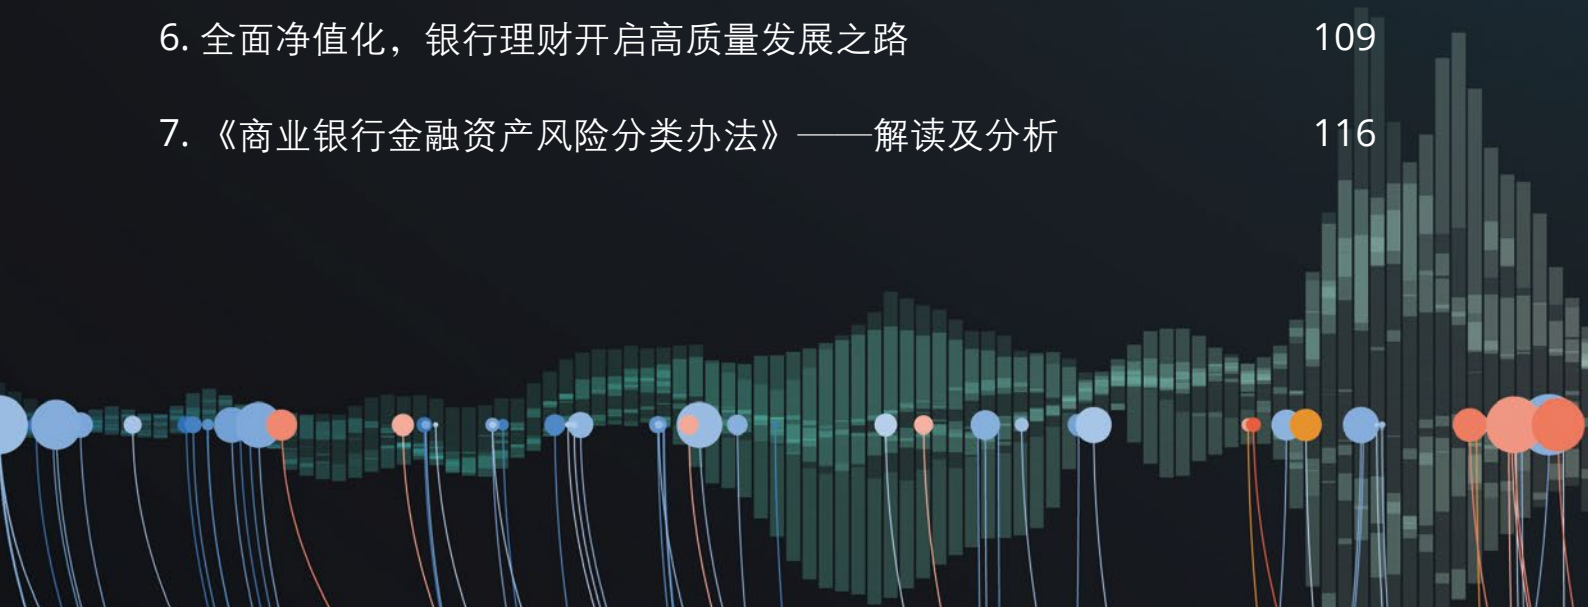 6. 全面净值化，银行理财开启高质量发展之路 109
7. 《商业银行金融资产风险分类办法》——解读及分析 116